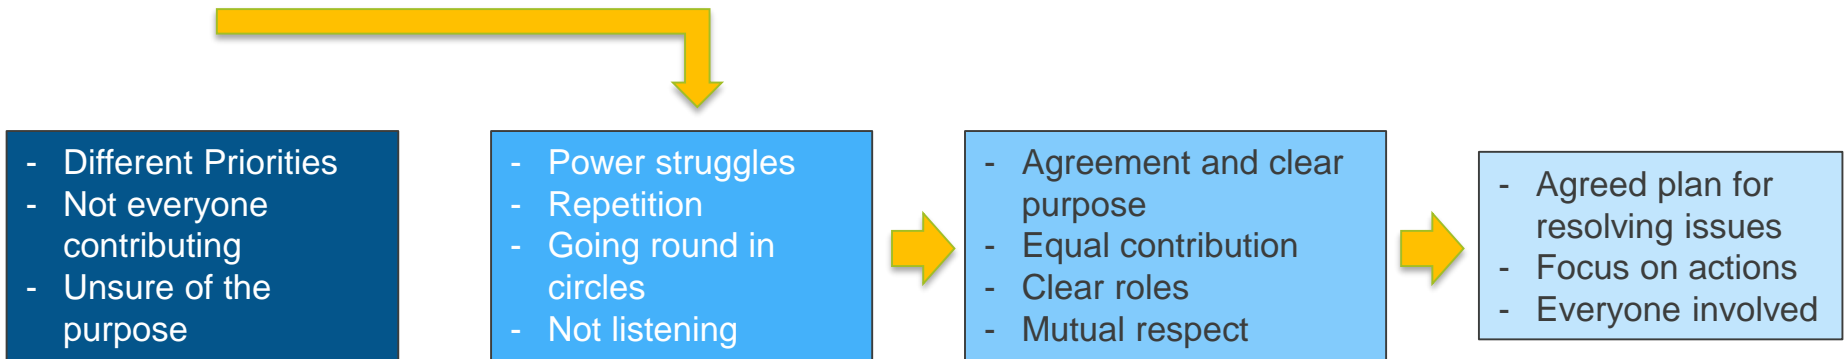 - Different Priorities
- Not everyone
contributing
- Unsure of the
purpose
- Power struggles
- Repetition
- Going round in
circles
- Not listening
- Agreement and clear
purpose
- Equal contribution
- Clear roles
- Mutual respect
- Agreed plan for
resolving issues
- Focus on actions
- Everyone involved